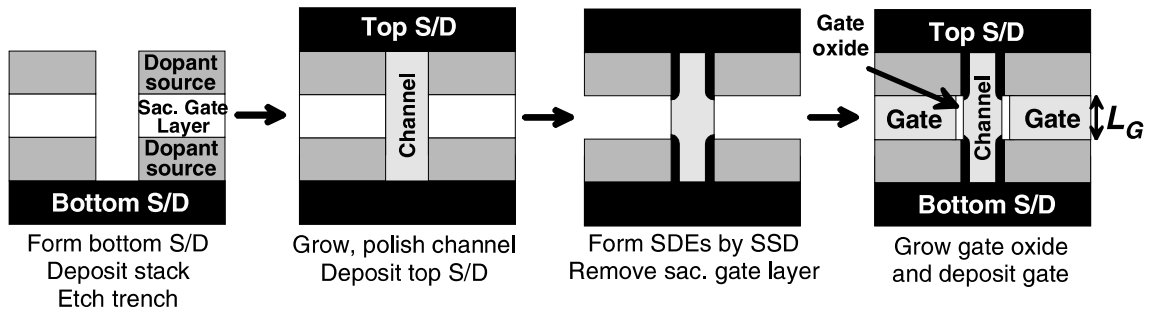 Dopant
source
Sac. Gate
Layer
Dopant
source
Bottom S/D
Form bottom S/D
Deposit stack
Etch trench
Top S/D
Channel
Grow, polish channel
Deposit top S/D
Form SDEs by SSD
Remove sac. gate layer
Gate
oxide
Top S/D
Gate
Channel
Gate
L_G
Bottom S/D
Grow gate oxide
and deposit gate